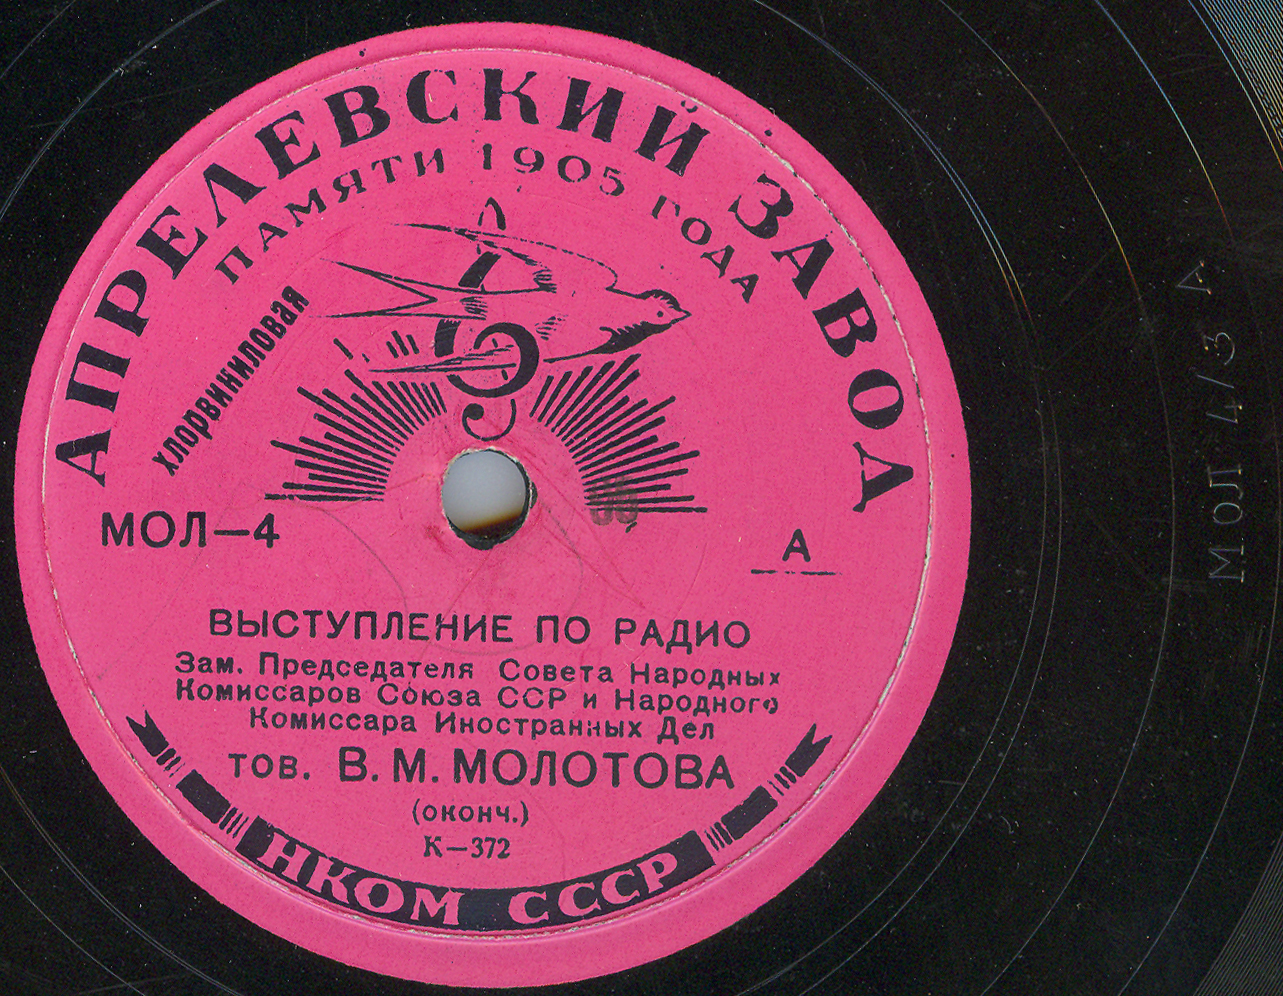 АПРЕЛЕВСКИЙ ЗАВОД
ПАМЯТИ 1905 ГОДА
хлорвиниловая
МОЛ—4
А
ВЫСТУПЛЕНИЕ ПО РАДИО
Зам. Председателя Совета Народных
Комиссаров Союза ССР и Народного
Комиссара Иностранных Дел
тов. В. М. МОЛОТОВА
(оконч.)
К—372
НКОМ СССР
МОЛ 4/3 А